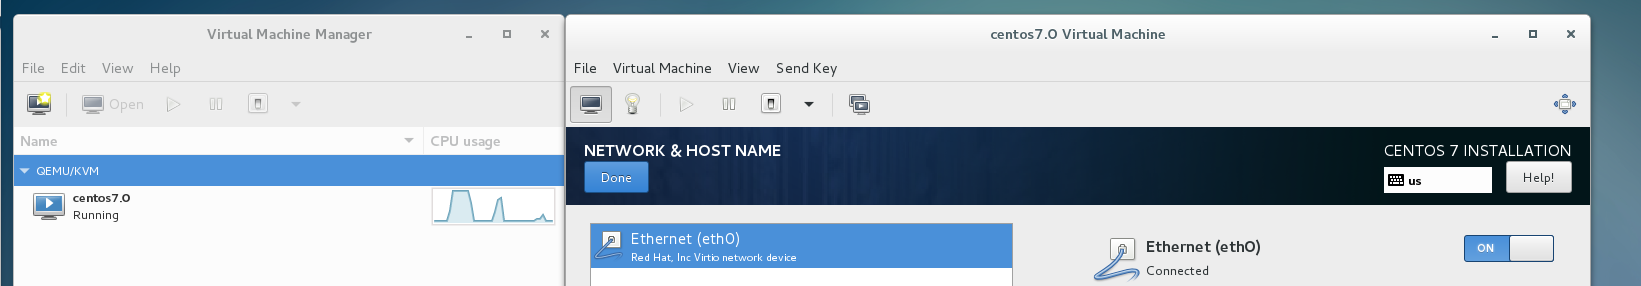 Virtual Machine Manager
File Edit View Help
Open
Name CPU usage
QEMU/KVM
centos7.0
Running
centos7.0 Virtual Machine
File Virtual Machine View Send Key
NETWORK & HOST NAME
CENTOS 7 INSTALLATION
Done
us
Help!
Ethernet (eth0)
Red Hat, Inc Virtio network device
Ethernet (eth0)
ON
Connected